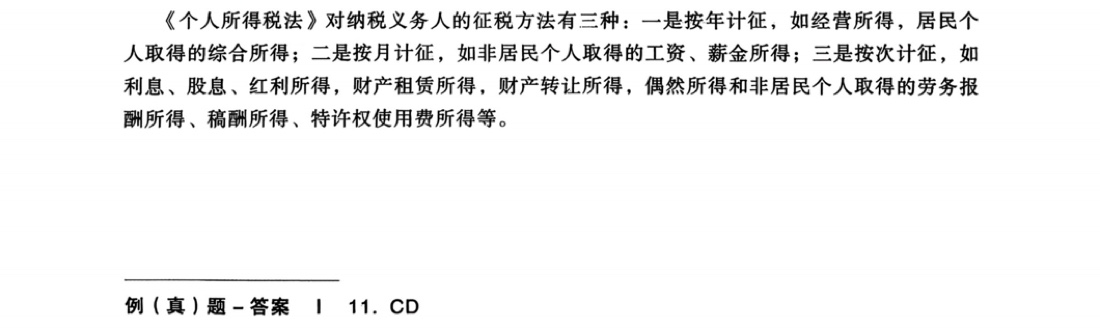 《个人所得税法》对纳税义务人的征税方法有三种：一是按年计征，如经营所得，居民个
人取得的综合所得；二是按月计征，如非居民个人取得的工资、薪金所得；三是按次计征，如
利息、股息、红利所得，财产租赁所得，财产转让所得，偶然所得和非居民个人取得的劳务报
酬所得、稿酬所得、特许权使用费所得等。
例（真）题－答案 | 11. CD